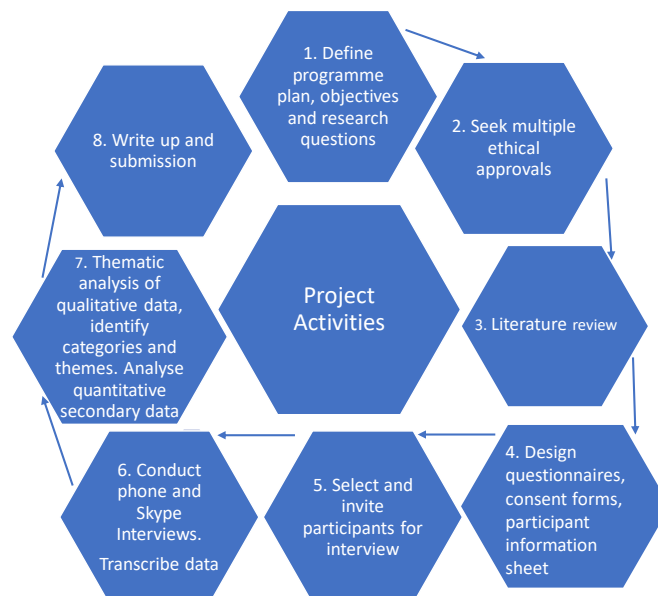 1. Define
programme
plan, objectives
and research
questions
2. Seek multiple
ethical
approvals
3. Literature review
4. Design
questionnaires,
consent forms,
participant
information
sheet
5. Select and
invite
participants for
interview
6. Conduct
phone and
Skype
Interviews.
Transcribe data
7. Thematic
analysis of
qualitative data,
identify
categories and
themes. Analyse
quantitative
secondary data
8. Write up and
submission
Project
Activities